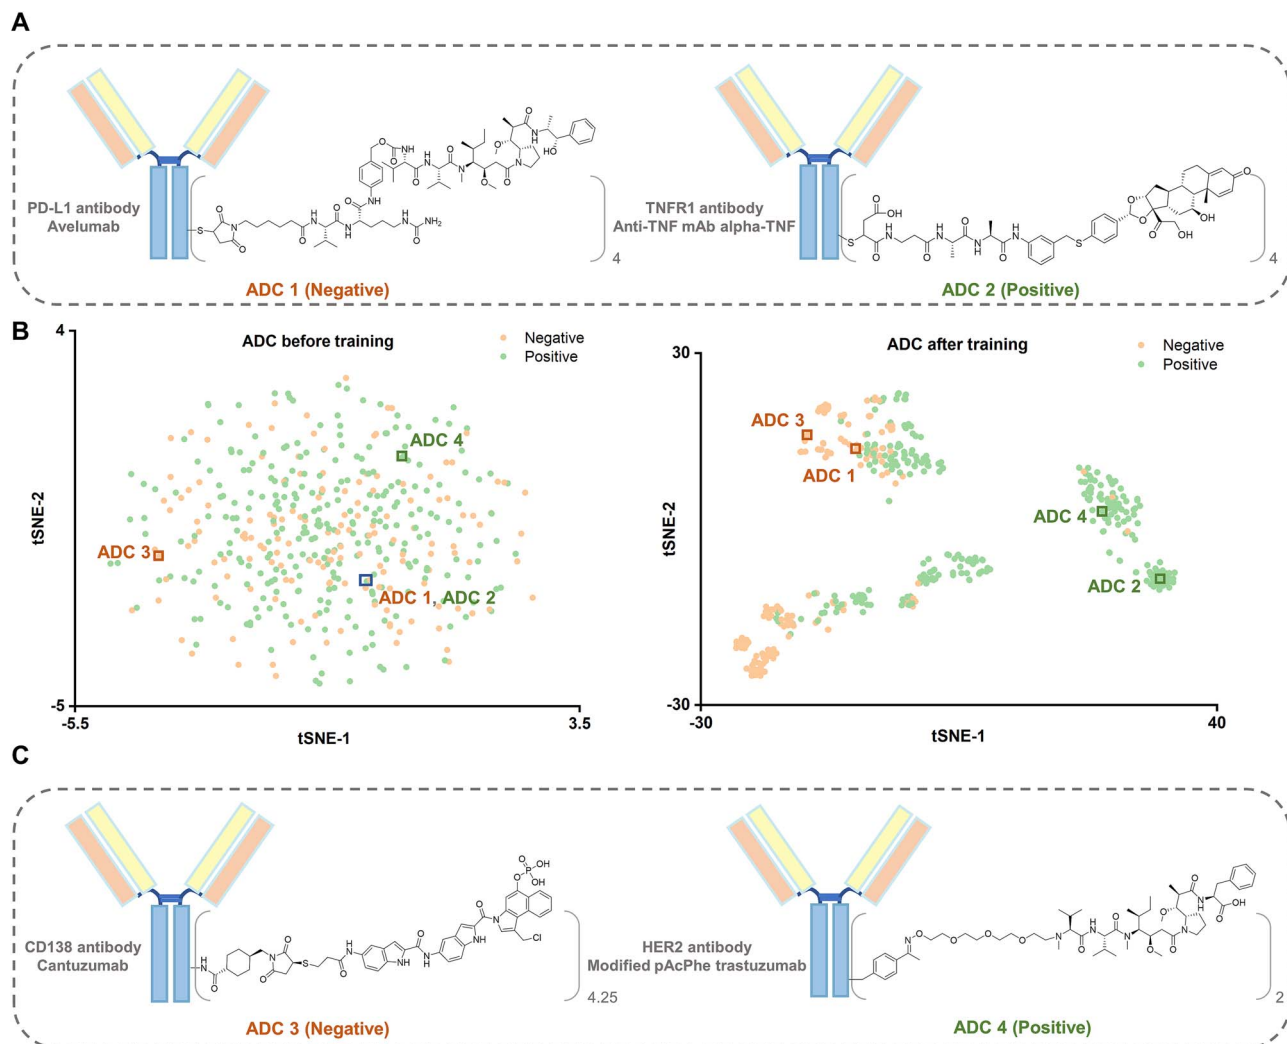 A
PD-L1 antibody
Avelumab
4
ADC 1 (Negative)
TNFR1 antibody
Anti-TNF mAb alpha-TNF
4
ADC 2 (Positive)
B
ADC before training
Negative
Positive
4
tSNE-2
-5
-5.5
tSNE-1
3.5
ADC 4
ADC 3
ADC 1, ADC 2
ADC after training
Negative
Positive
30
tSNE-2
-30
-30
tSNE-1
40
ADC 3
ADC 1
ADC 4
ADC 2
C
CD138 antibody
Cantuzumab
4.25
ADC 3 (Negative)
HER2 antibody
Modified pAcPhe trastuzumab
2
ADC 4 (Positive)